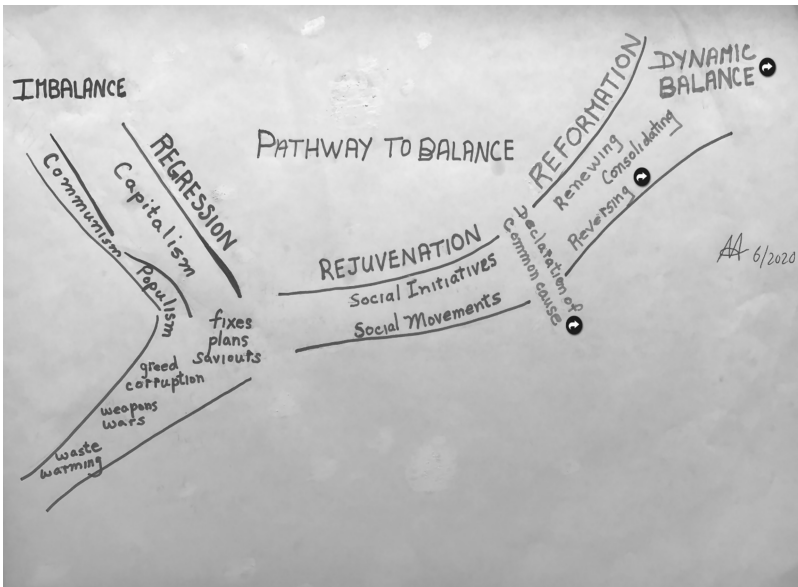 IMBALANCE
Communism
REGRESSION
Capitalism
Populism
fixes
plans
saviours
greed
corruption
weapons
wars
waste
warming
PATHWAY TO BALANCE
REJUVENATION
Social Initiatives
Social Movements
Declaration of
Common cause
REFORMATION
Renewing
Consolidating
Reversing
DYNAMIC
BALANCE
AA 6/2020